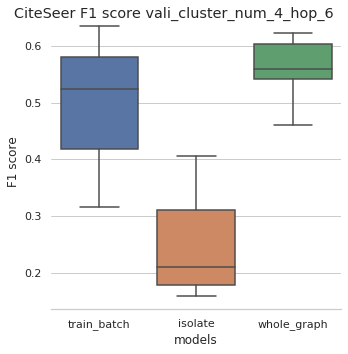 CiteSeer F1 score vali_cluster_num_4_hop_6
0.6
0.5
0.4
0.3
0.2
F1 score
train_batch
isolate
whole_graph
models